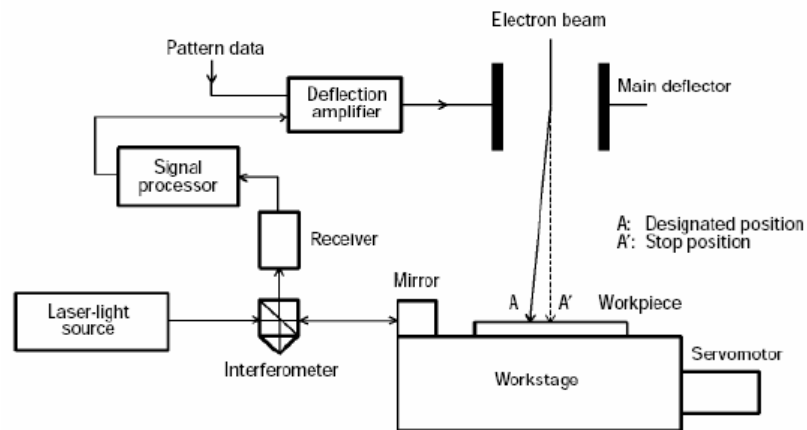 Electron beam
Pattern data
Deflection
amplifier
Main deflector
Signal
processor
Receiver
A: Designated position
A′: Stop position
Mirror
Laser-light
source
A
A′
Workpiece
Interferometer
Workstage
Servomotor